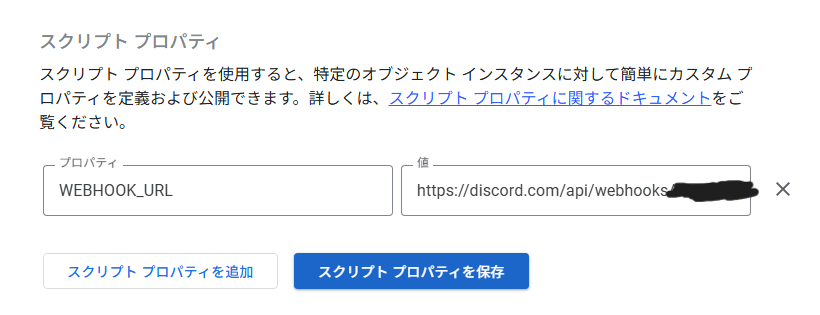 スクリプト プロパティ
スクリプト プロパティを使用すると、特定のオブジェクト インスタンスに対して簡単にカスタム プ
ロパティを定義および公開できます。詳しくは、スクリプト プロパティに関するドキュメントをご
覧ください。
プロパティ
値
WEBHOOK_URL
https://discord.com/api/webhooks/
スクリプト プロパティを追加
スクリプト プロパティを保存